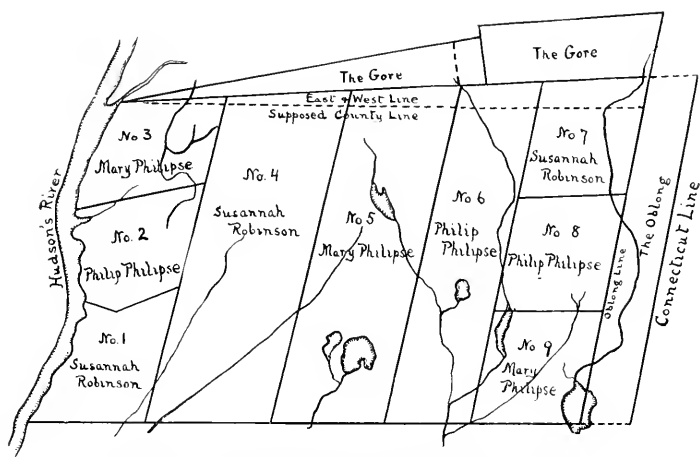 The Gore
The Gore
East & West Line
Supposed County Line
No 3
Mary Philipse
No. 4
Susannah
Robinson
No 5
Mary Philipse
No 6
Philip
Philipse
No 7
Susannah
Robinson
No. 2
Philip Philipse
No 8
Philip Philipse
No. 1
Susannah
Robinson
No 9
Mary
Philipse
Hudson's River
Oblong Line
The Oblong
Connecticut Line